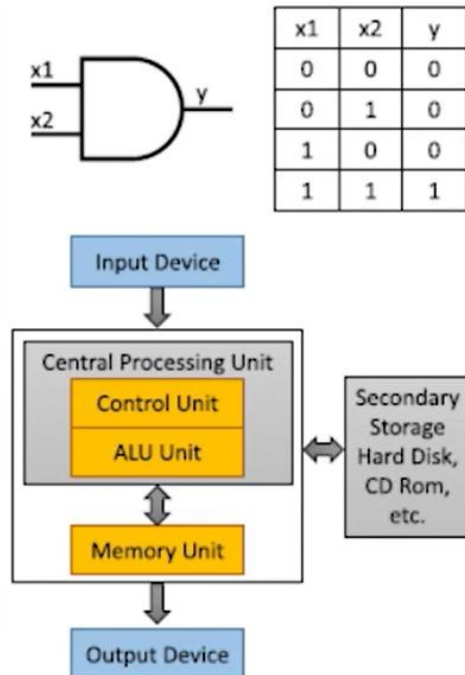 x1
x2
y
x1 x2 y
0 0 0
0 1 0
1 0 0
1 1 1
Input Device
Central Processing Unit
Control Unit
ALU Unit
Memory Unit
Secondary
Storage
Hard Disk,
CD Rom,
etc.
Output Device